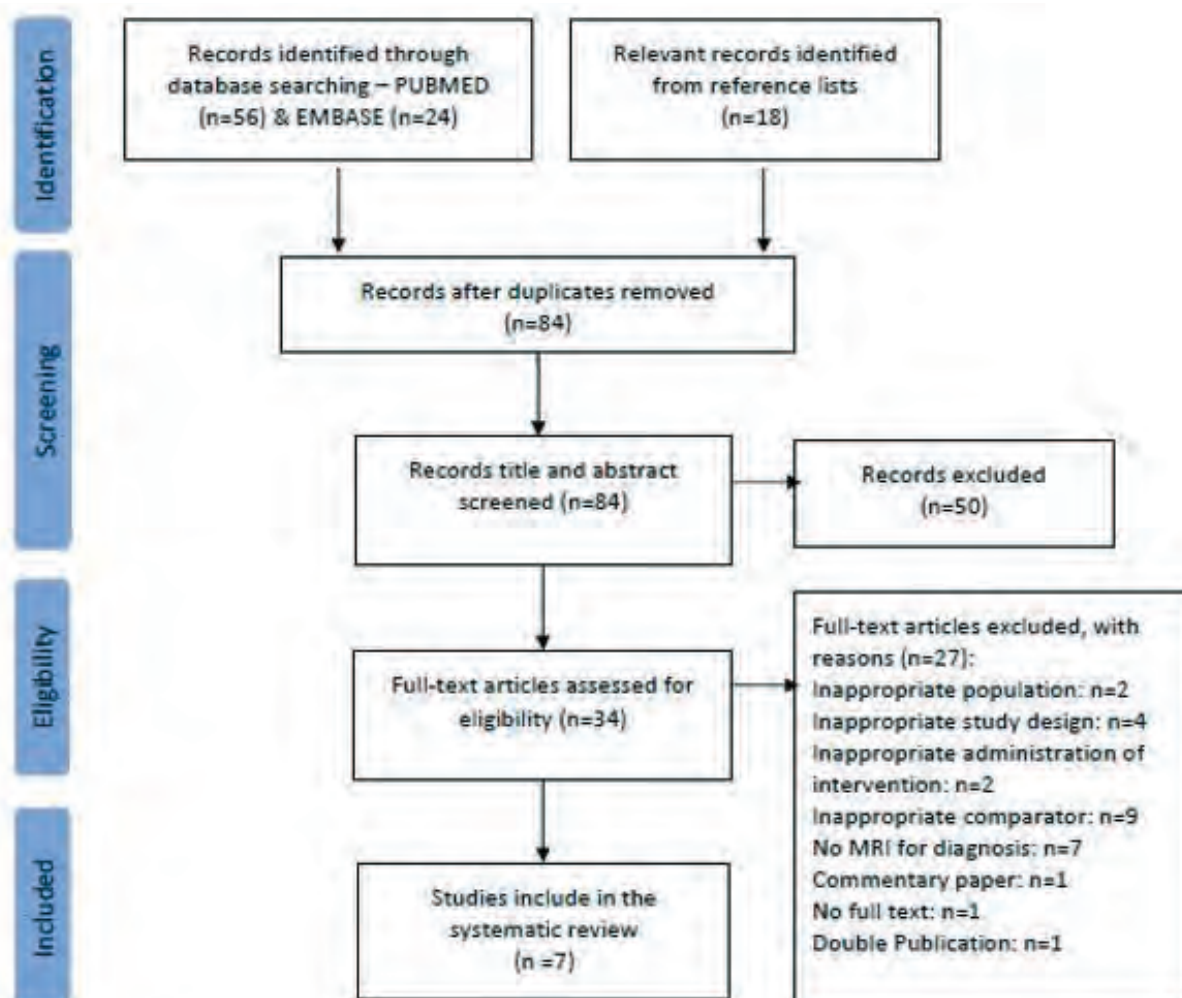 Identification
Records identified through
database searching – PUBMED
(n=56) & EMBASE (n=24)
Relevant records identified
from reference lists
(n=18)
Screening
Records after duplicates removed
(n=84)
Records title and abstract
screened (n=84)
Records excluded
(n=50)
Eligibility
Full-text articles assessed for
eligibility (n=34)
Full-text articles excluded, with
reasons (n=27):
Inappropriate population: n=2
Inappropriate study design: n=4
Inappropriate administration of
intervention: n=2
Inappropriate comparator: n=9
No MRI for diagnosis: n=7
Commentary paper: n=1
No full text: n=1
Double Publication: n=1
Included
Studies include in the
systematic review
(n =7)